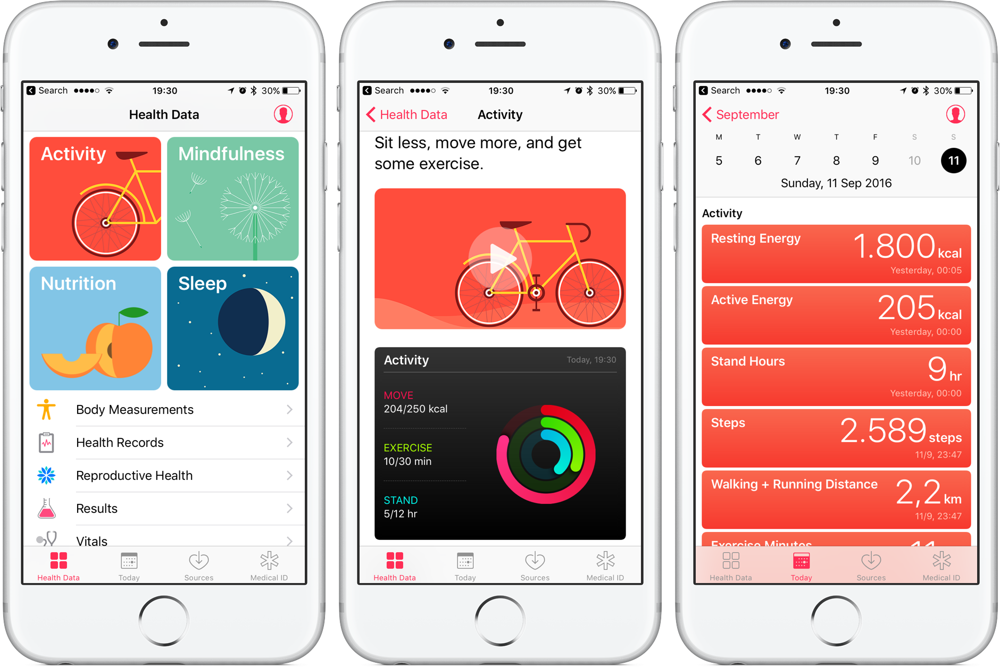 Search 19:30 30%
Health Data
Activity
Mindfulness
Nutrition
Sleep
Body Measurements
Health Records
Reproductive Health
Results
Vitals
Health Data Today Sources Medical ID
Search 19:30 30%
Health Data Activity
Sit less, move more, and get
some exercise.
Activity Today, 19:30
MOVE
204/250 kcal
EXERCISE
10/30 min
STAND
5/12 hr
Health Data Today Sources Medical ID
Search 19:30 30%
September
M T W T F S S
5 6 7 8 9 10 11
Sunday, 11 Sep 2016
Activity
Resting Energy 1.800 kcal
Yesterday, 00:05
Active Energy 205 kcal
Yesterday, 00:00
Stand Hours 9 hr
Yesterday, 00:00
Steps 2.589 steps
11/9, 23:47
Walking + Running Distance 2,2 km
11/9, 23:47
Exercise Minutes 11
Health Data Today Sources Medical ID